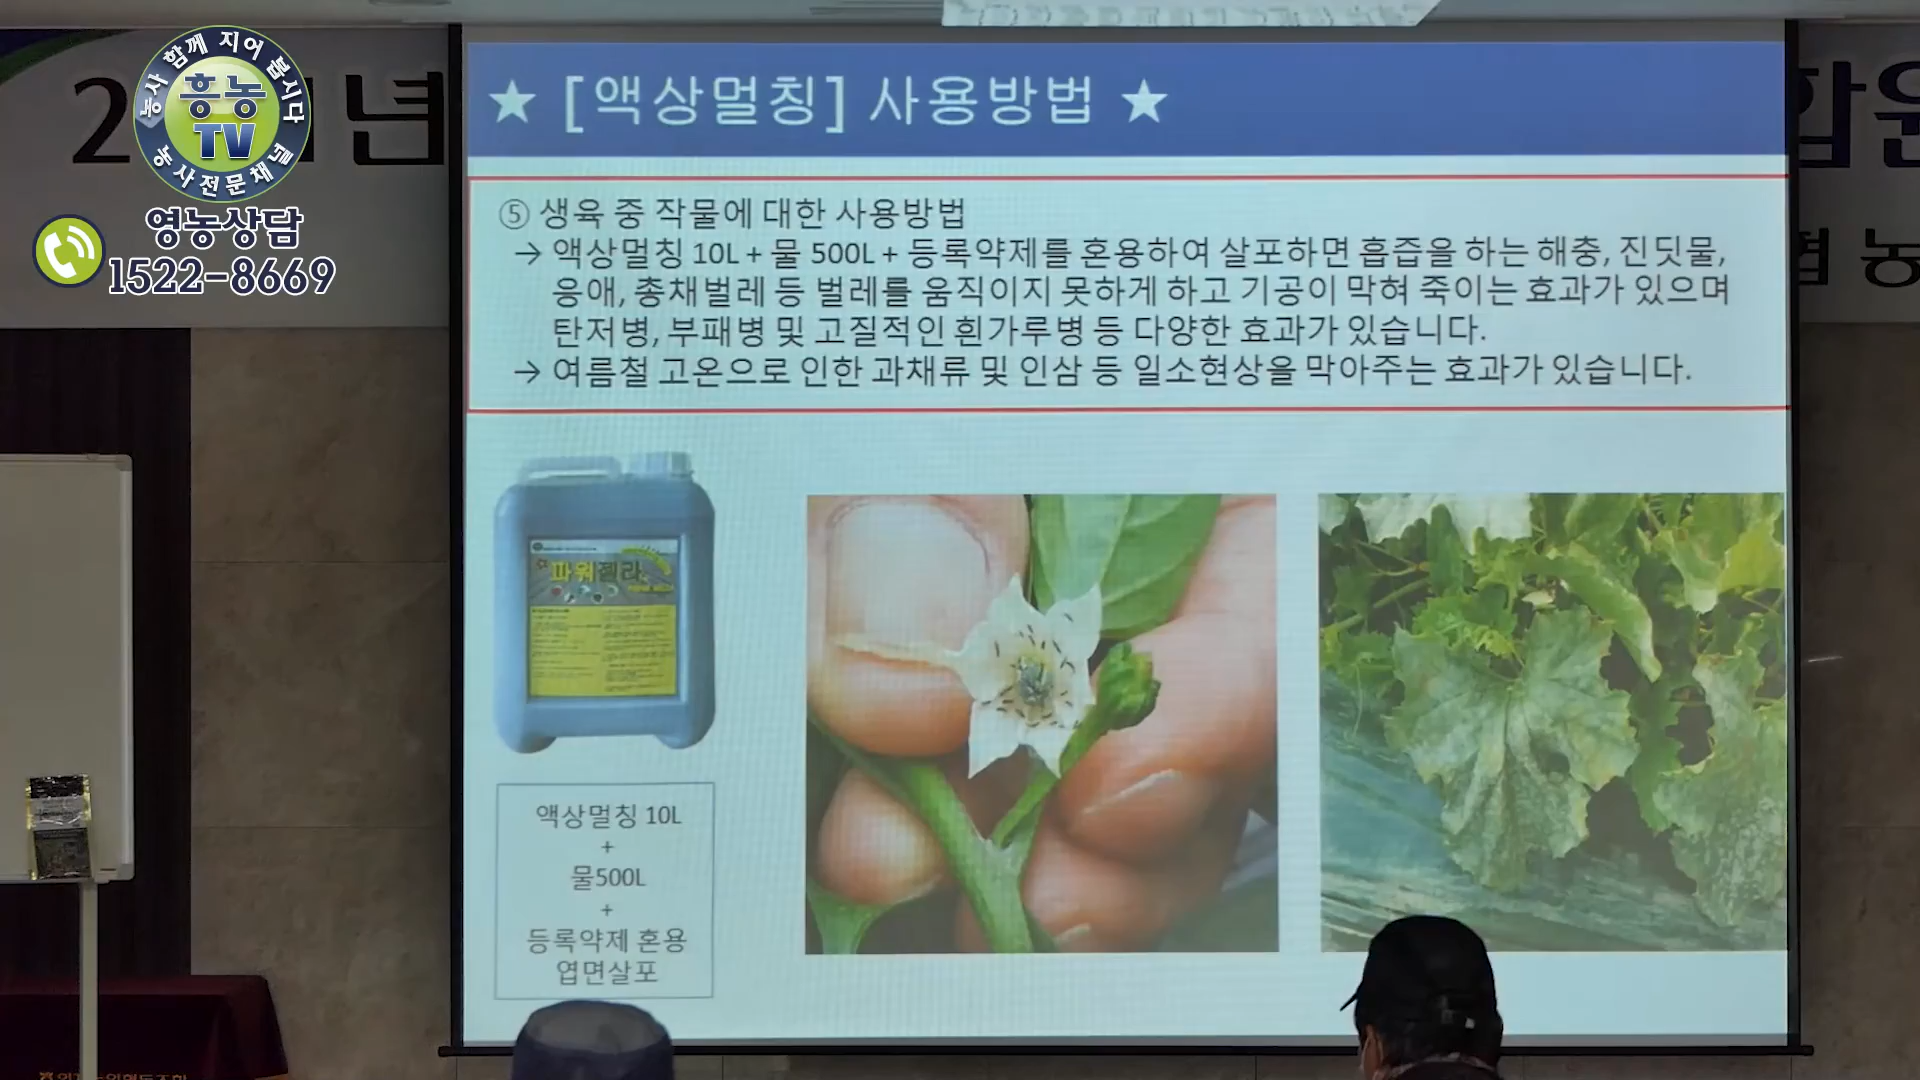 농사 함께 지어 봅시다
흥농
TV
농사전문채널
영농상담
1522-8669
년
★ [액상멀칭] 사용방법 ★
⑤ 생육 중 작물에 대한 사용방법
→ 액상멀칭 10L + 물 500L + 등록약제를 혼용하여 살포하면 흡즙을 하는 해충, 진딧물,
응애, 총채벌레 등 벌레를 움직이지 못하게 하고 기공이 막혀 죽이는 효과가 있으며
탄저병, 부패병 및 고질적인 흰가루병 등 다양한 효과가 있습니다.
→ 여름철 고온으로 인한 과채류 및 인삼 등 일소현상을 막아주는 효과가 있습니다.
파워젤라
액상멀칭 10L
+
물500L
+
등록약제 혼용
엽면살포